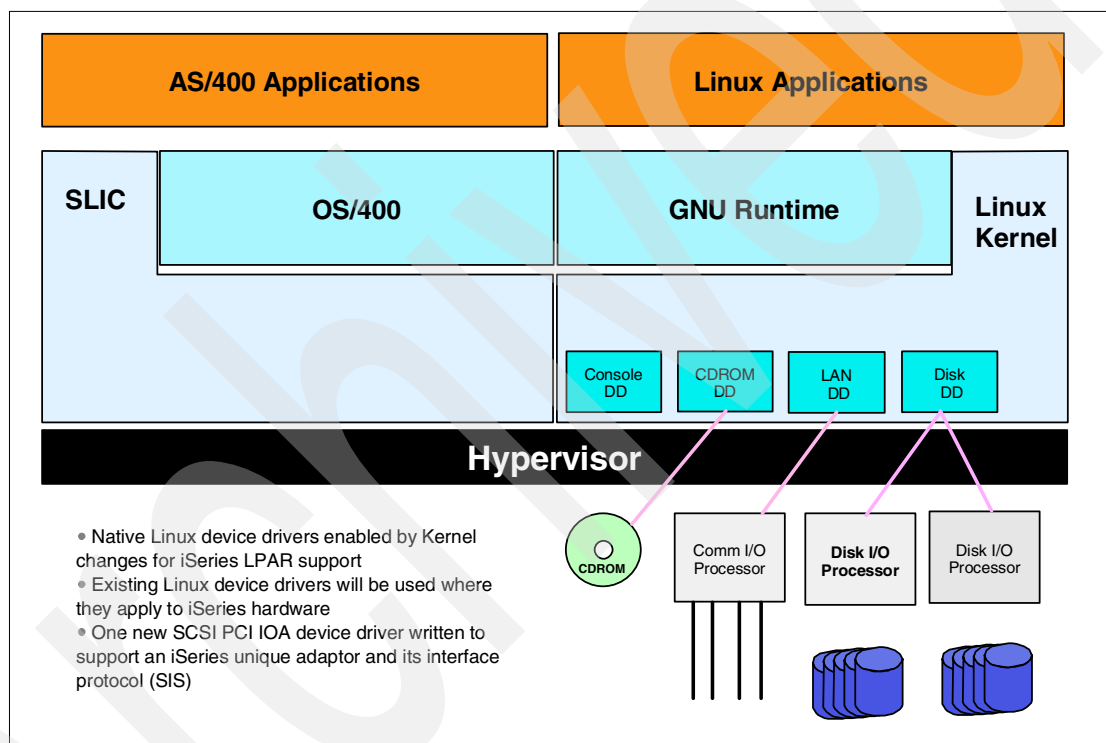 AS/400 Applications
Linux Applications
SLIC
OS/400
GNU Runtime
Linux
Kernel
Console
DD
CDROM
DD
LAN
DD
Disk
DD
Hypervisor
• Native Linux device drivers enabled by Kernel
changes for iSeries LPAR support
• Existing Linux device drivers will be used where
they apply to iSeries hardware
• One new SCSI PCI IOA device driver written to
support an iSeries unique adaptor and its interface
protocol (SIS)
CDROM
Comm I/O
Processor
Disk I/O
Processor
Disk I/O
Processor